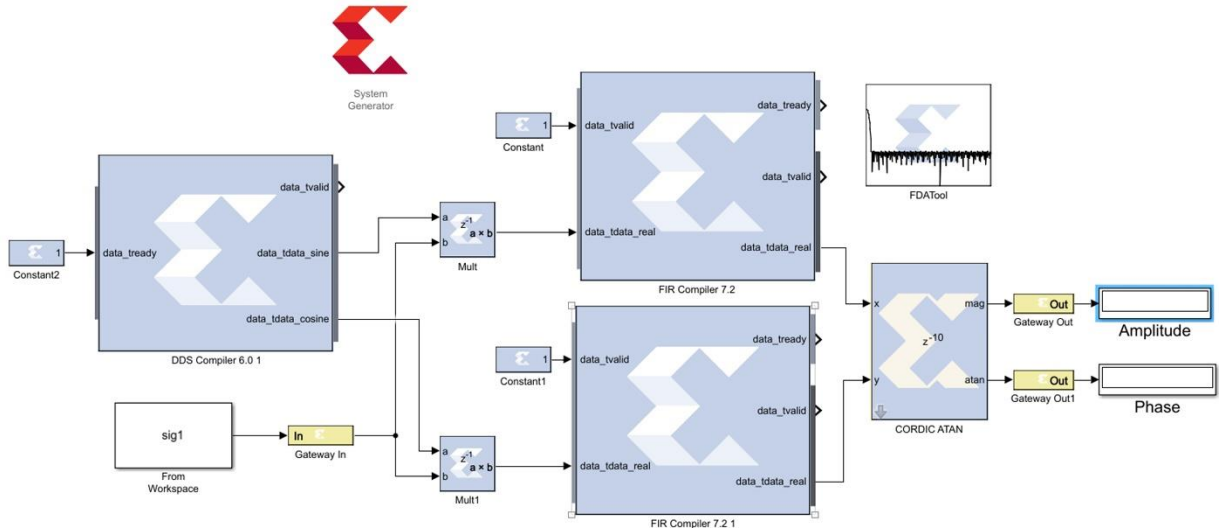 System
Generator
1
Constant
data_tvalid
data_tready
data_tvalid
data_tdata_real
data_tdata_real
FIR Compiler 7.2
FDATool
1
Constant2
data_tready
data_tvalid
data_tdata_sine
data_tdata_cosine
DDS Compiler 6.0 1
a
b
z-1
a × b
Mult
sig1
From
Workspace
In
Gateway In
a
b
z-1
a × b
Mult1
1
Constant1
data_tvalid
data_tready
data_tvalid
data_tdata_real
data_tdata_real
FIR Compiler 7.2 1
x
y
z-10
mag
atan
CORDIC ATAN
Out
Gateway Out
Amplitude
Out
Gateway Out1
Phase